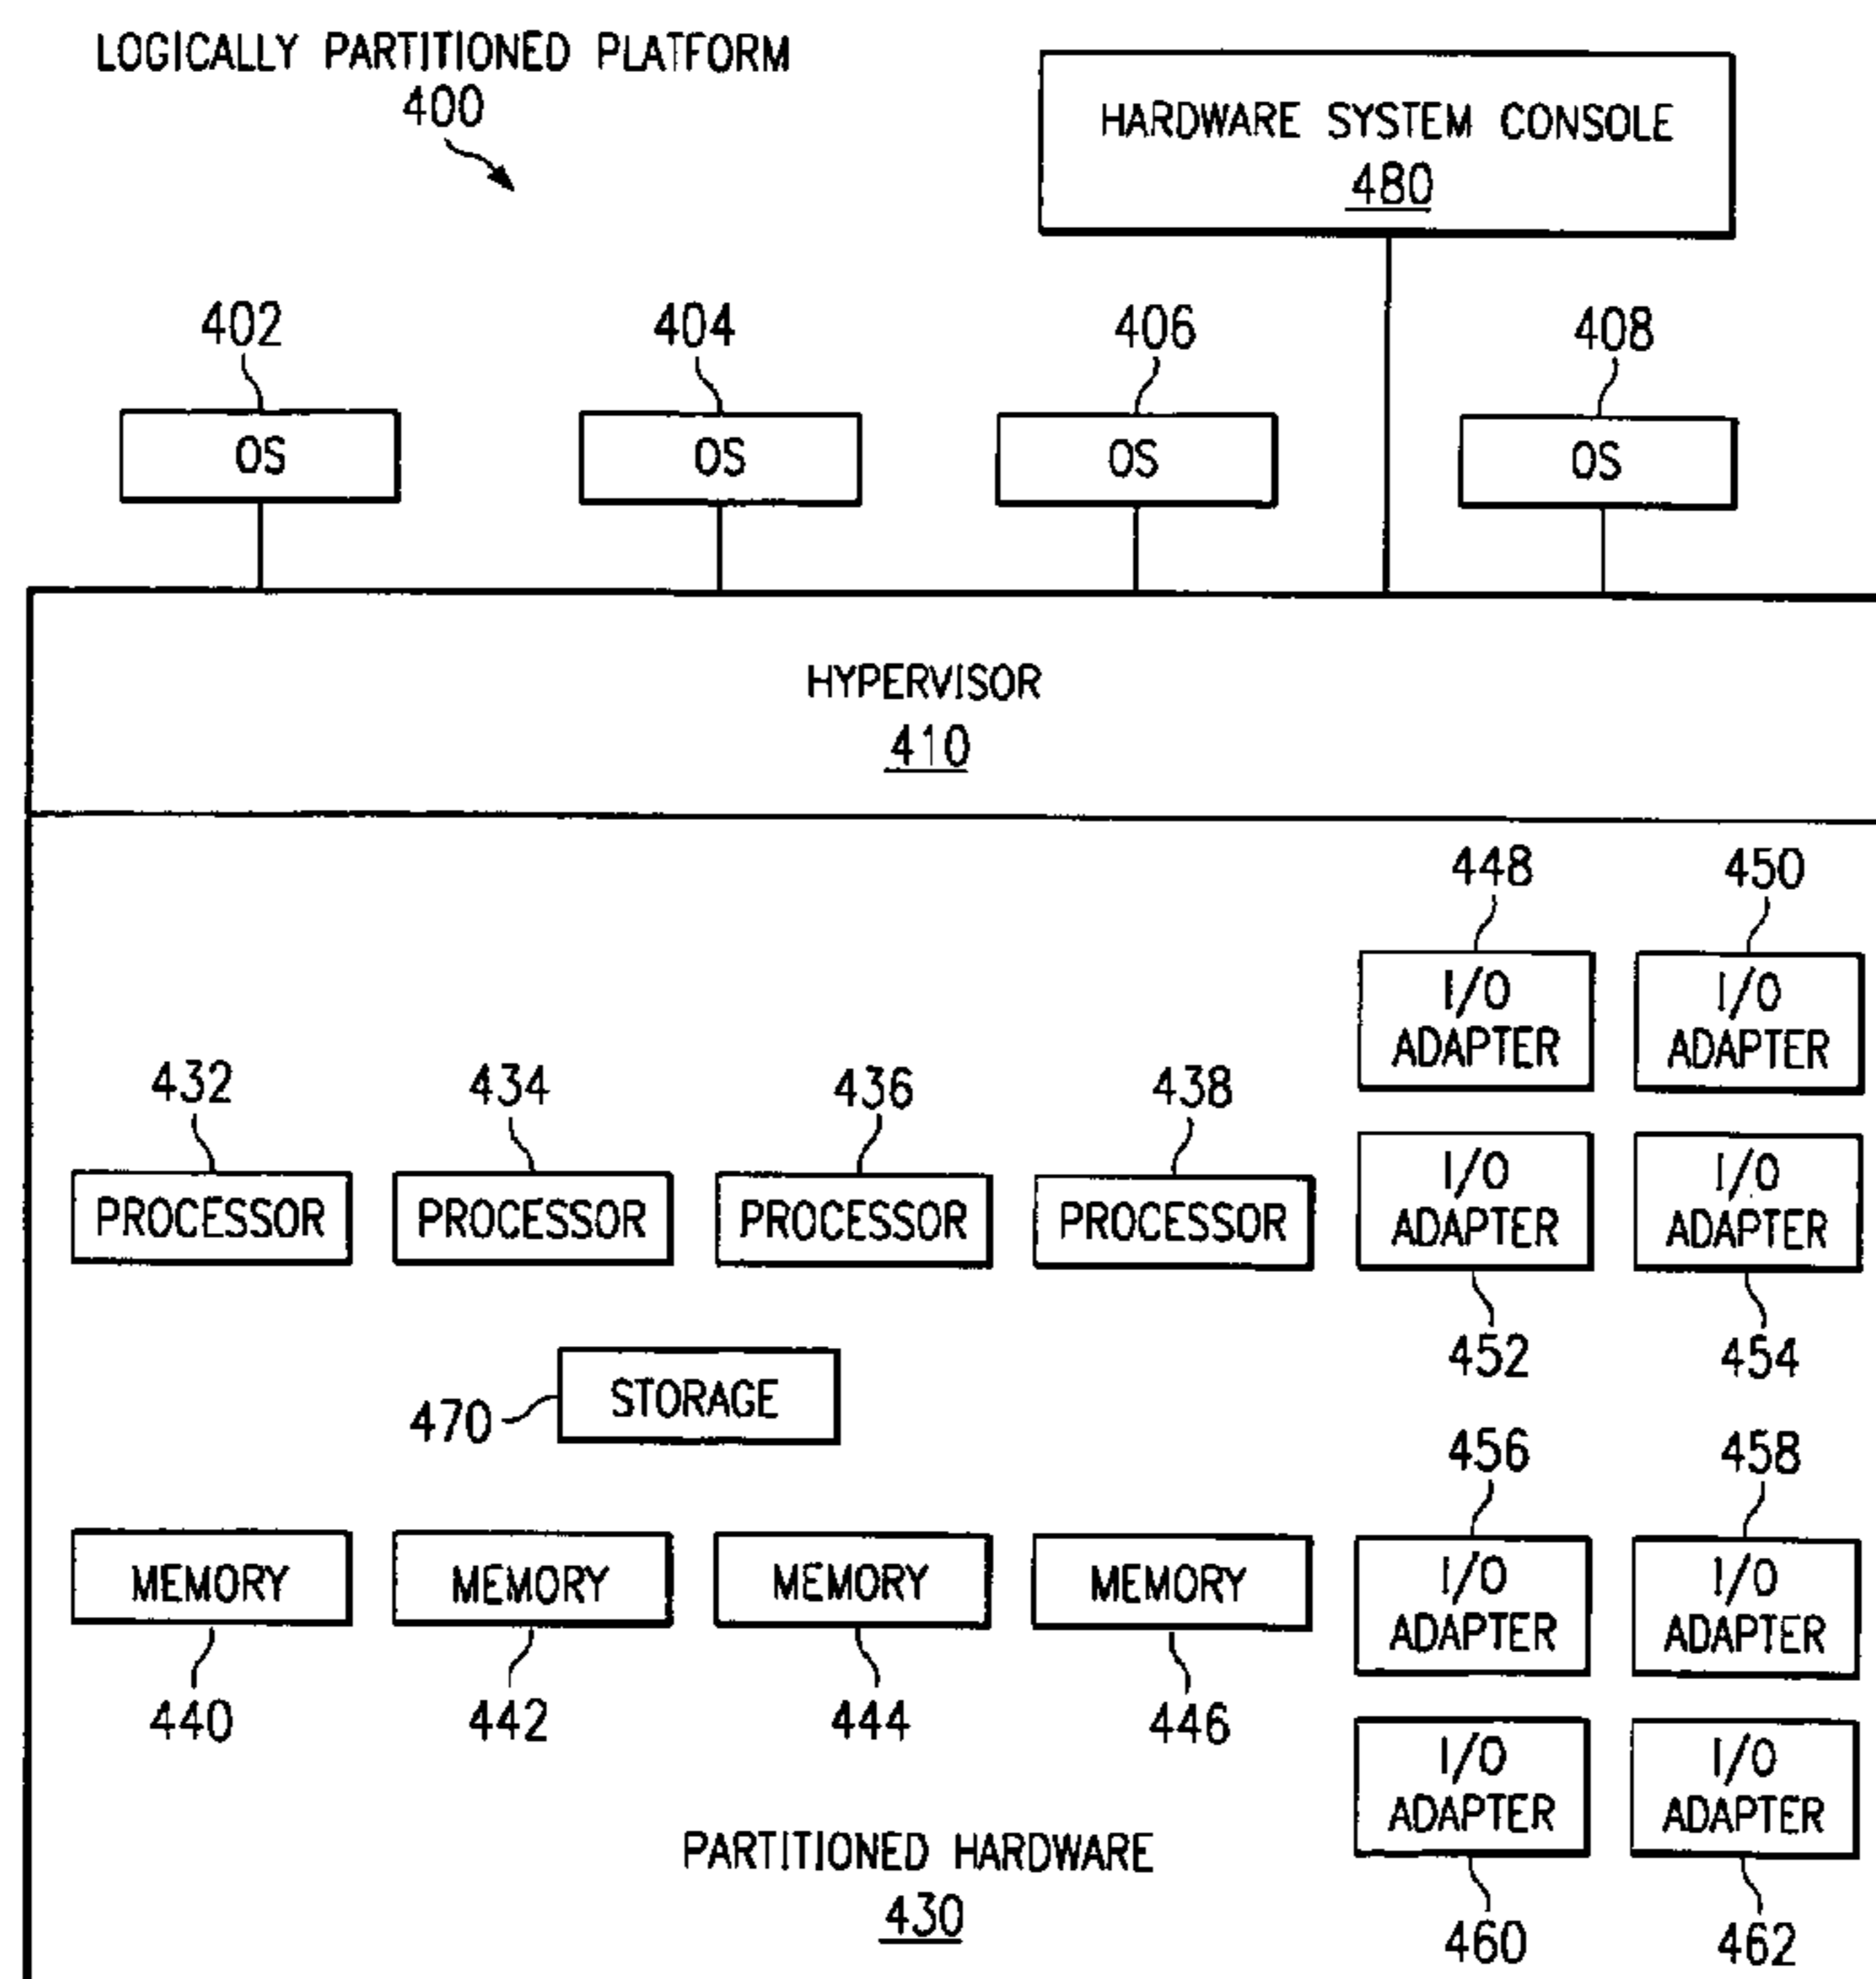 LOGICALLY PARTITIONED PLATFORM
400
HARDWARE SYSTEM CONSOLE
480
402
404
406
408
OS
OS
OS
OS
HYPERVISOR
410
448
450
I/O
ADAPTER
I/O
ADAPTER
432
434
436
438
PROCESSOR
PROCESSOR
PROCESSOR
PROCESSOR
I/O
ADAPTER
I/O
ADAPTER
452
454
470
STORAGE
456
458
MEMORY
MEMORY
MEMORY
MEMORY
I/O
ADAPTER
I/O
ADAPTER
440
442
444
446
I/O
ADAPTER
I/O
ADAPTER
PARTITIONED HARDWARE
430
460
462